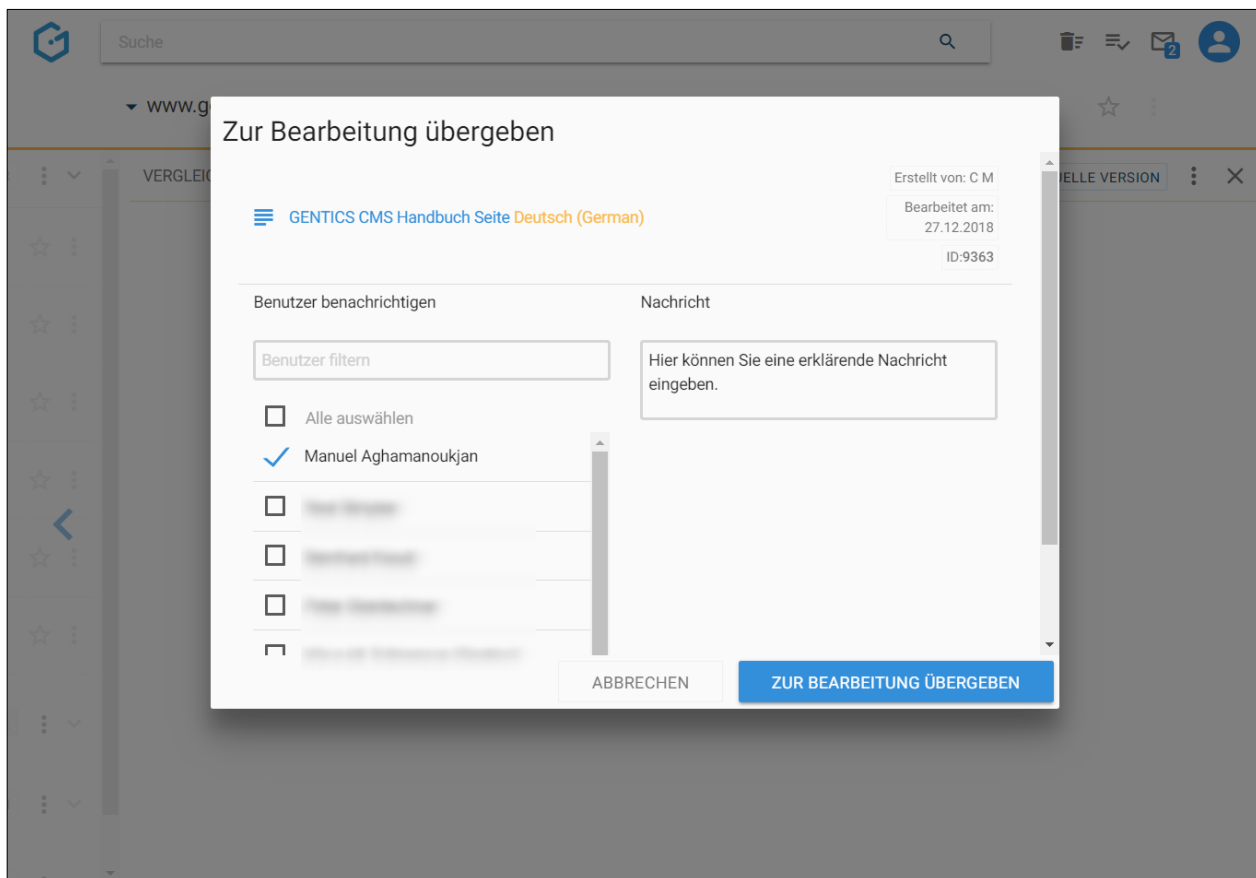 Suche
2
www.g
Zur Bearbeitung übergeben
VERGLEIC
ELLE VERSION
Erstellt von: C M
GENTICS CMS Handbuch Seite Deutsch (German)
Bearbeitet am:
27.12.2018
ID:9363
Benutzer benachrichtigen
Nachricht
Benutzer filtern
Hier können Sie eine erklärende Nachricht
eingeben.
Alle auswählen
Manuel Aghamanoukjan
ABBRECHEN
ZUR BEARBEITUNG ÜBERGEBEN